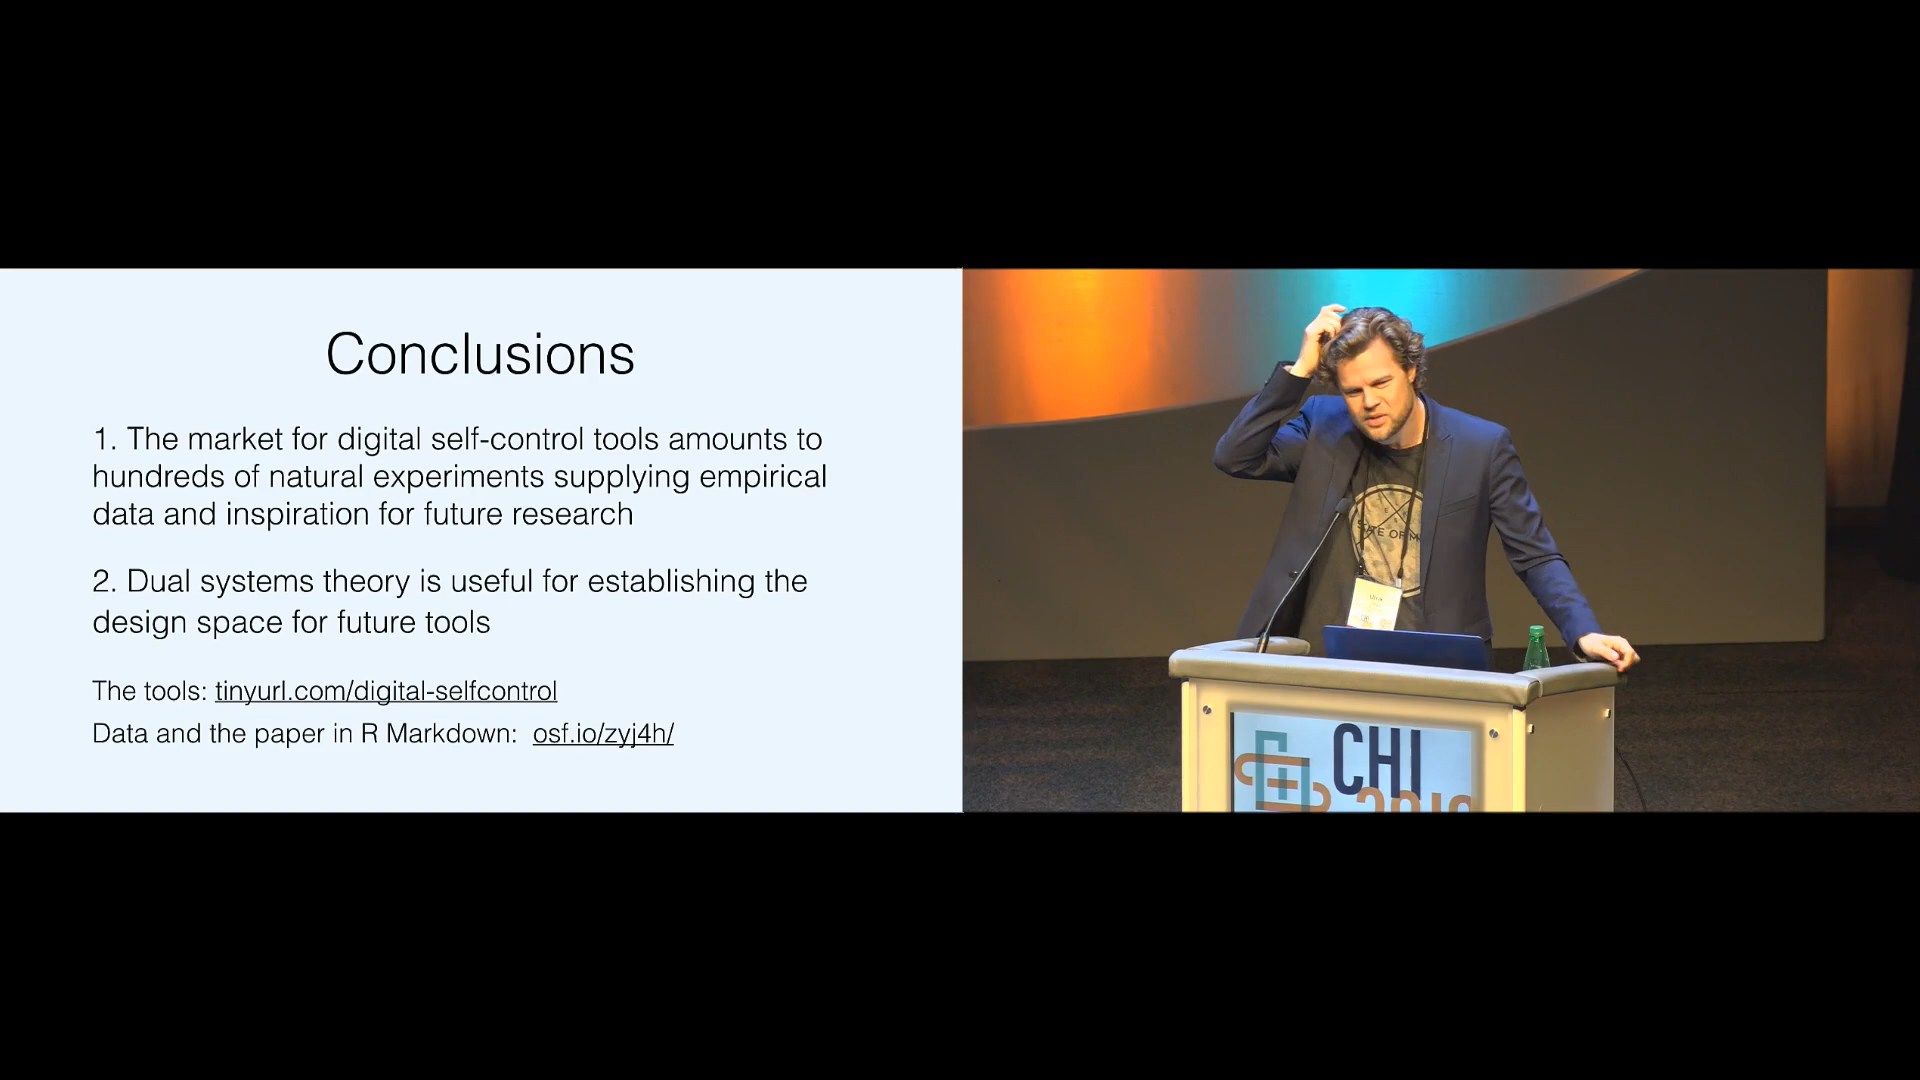 Conclusions
1. The market for digital self-control tools amounts to
hundreds of natural experiments supplying empirical
data and inspiration for future research
2. Dual systems theory is useful for establishing the
design space for future tools
The tools: tinyurl.com/digital-selfcontrol
Data and the paper in R Markdown: osf.io/zyj4h/
CHI